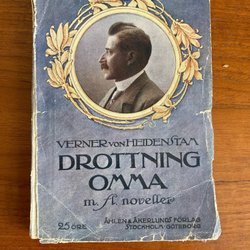 VERNER von HEIDENSTAM
DROTTNING
OMMA
m. fl. noveller
25 ÖRE
ÅHLÉN & ÅKERLUNDS FÖRLAG
STOCKHOLM-GÖTEBORG